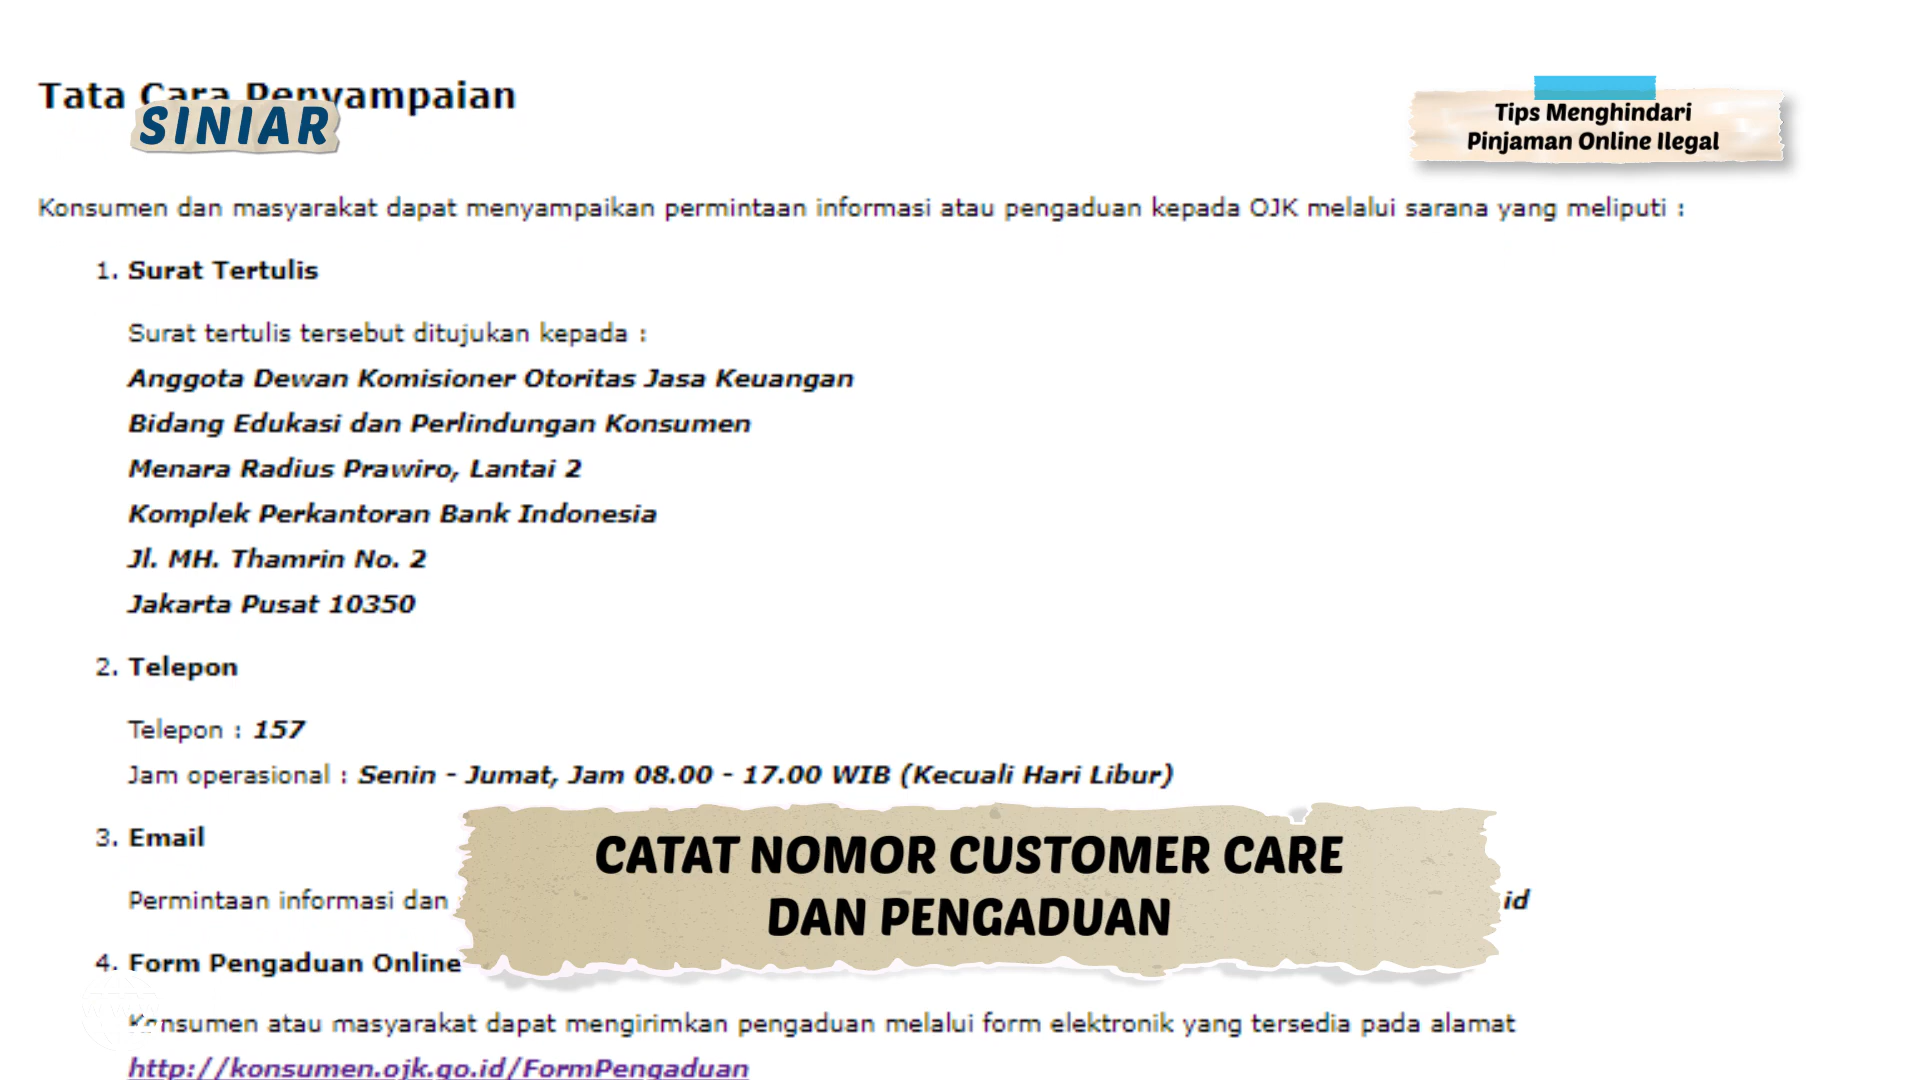 Tata Cara Penyampaian
SINIAR
Tips Menghindari
Pinjaman Online Ilegal
Konsumen dan masyarakat dapat menyampaikan permintaan informasi atau pengaduan kepada OJK melalui sarana yang meliputi :
1. Surat Tertulis
Surat tertulis tersebut ditujukan kepada :
Anggota Dewan Komisioner Otoritas Jasa Keuangan
Bidang Edukasi dan Perlindungan Konsumen
Menara Radius Prawiro, Lantai 2
Komplek Perkantoran Bank Indonesia
Jl. MH. Thamrin No. 2
Jakarta Pusat 10350
2. Telepon
Telepon : 157
Jam operasional : Senin - Jumat, Jam 08.00 - 17.00 WIB (Kecuali Hari Libur)
3. Email
Permintaan informasi dan id
CATAT NOMOR CUSTOMER CARE
DAN PENGADUAN
4. Form Pengaduan Online
Konsumen atau masyarakat dapat mengirimkan pengaduan melalui form elektronik yang tersedia pada alamat
http://konsumen.ojk.go.id/FormPengaduan